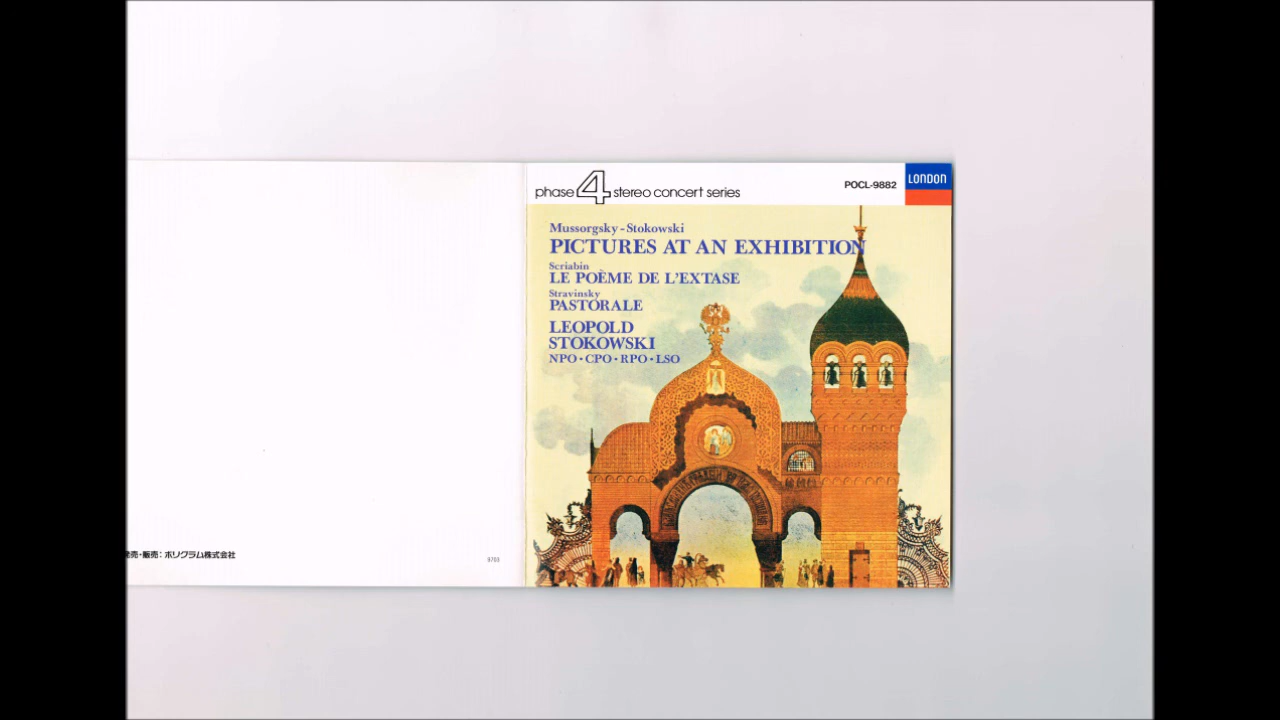 phase 4 stereo concert series
POCL-9882
LONDON
Mussorgsky-Stokowski
PICTURES AT AN EXHIBITION
Scriabin
LE POÈME DE L'EXTASE
Stravinsky
PASTORALE
LEOPOLD
STOKOWSKI
NPO・CPO・RPO・LSO
発売・販売：ポリグラム株式会社
9703